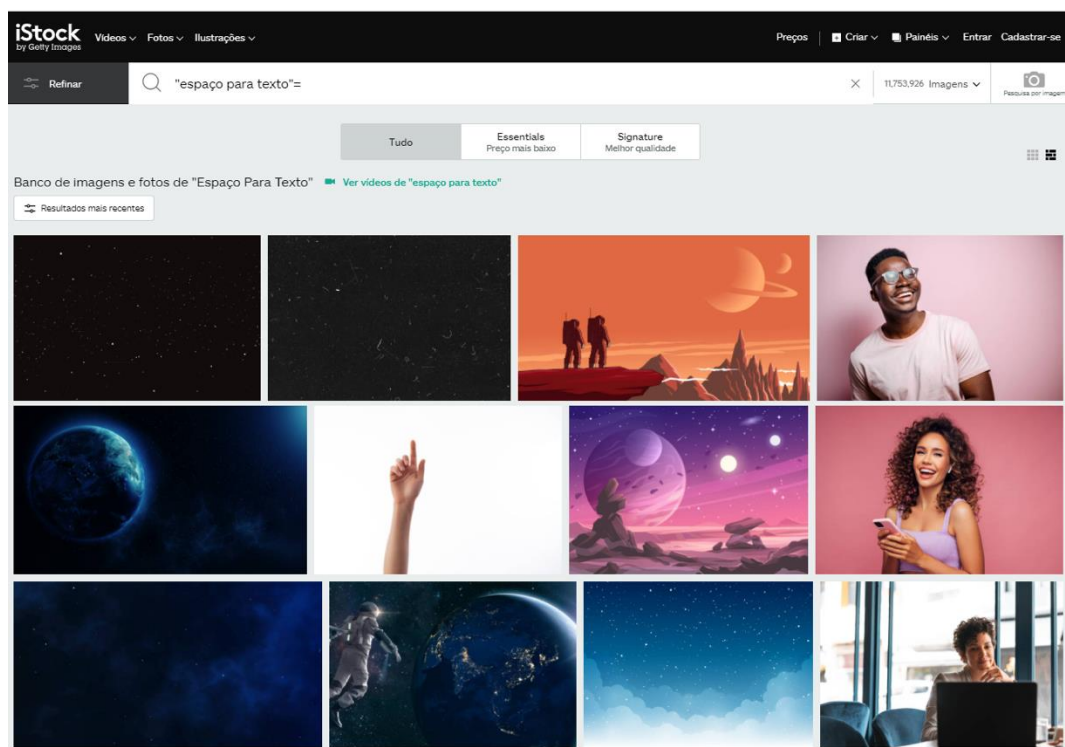 iStock
by Getty Images
Vídeos Fotos Ilustrações Preços Criar Painéis Entrar Cadastrar-se
Refinar "espaço para texto"= 11,753,926 Imagens Pesquisa por imagem
Tudo
Essentials
Preço mais baixo
Signature
Melhor qualidade
Banco de imagens e fotos de "Espaço Para Texto" Ver vídeos de "espaço para texto"
Resultados mais recentes